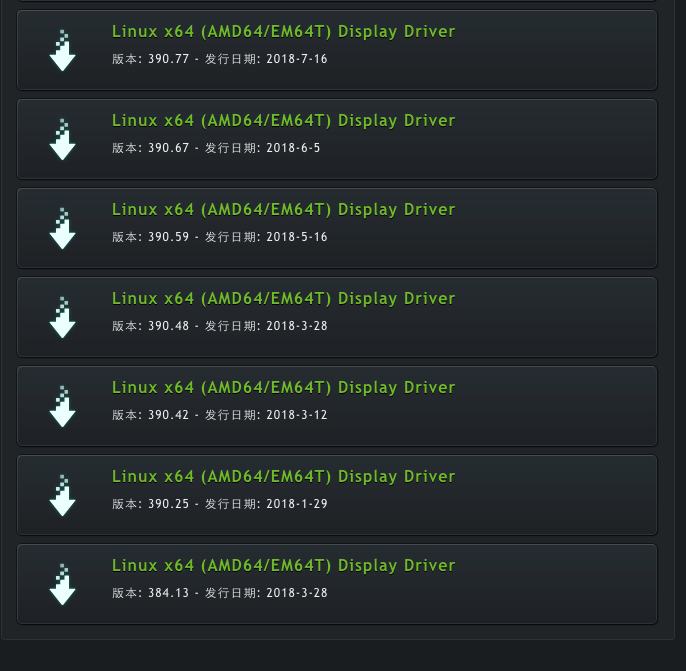 Linux x64 (AMD64/EM64T) Display Driver
版本: 390.77 - 发行日期: 2018-7-16
Linux x64 (AMD64/EM64T) Display Driver
版本: 390.67 - 发行日期: 2018-6-5
Linux x64 (AMD64/EM64T) Display Driver
版本: 390.59 - 发行日期: 2018-5-16
Linux x64 (AMD64/EM64T) Display Driver
版本: 390.48 - 发行日期: 2018-3-28
Linux x64 (AMD64/EM64T) Display Driver
版本: 390.42 - 发行日期: 2018-3-12
Linux x64 (AMD64/EM64T) Display Driver
版本: 390.25 - 发行日期: 2018-1-29
Linux x64 (AMD64/EM64T) Display Driver
版本: 384.13 - 发行日期: 2018-3-28